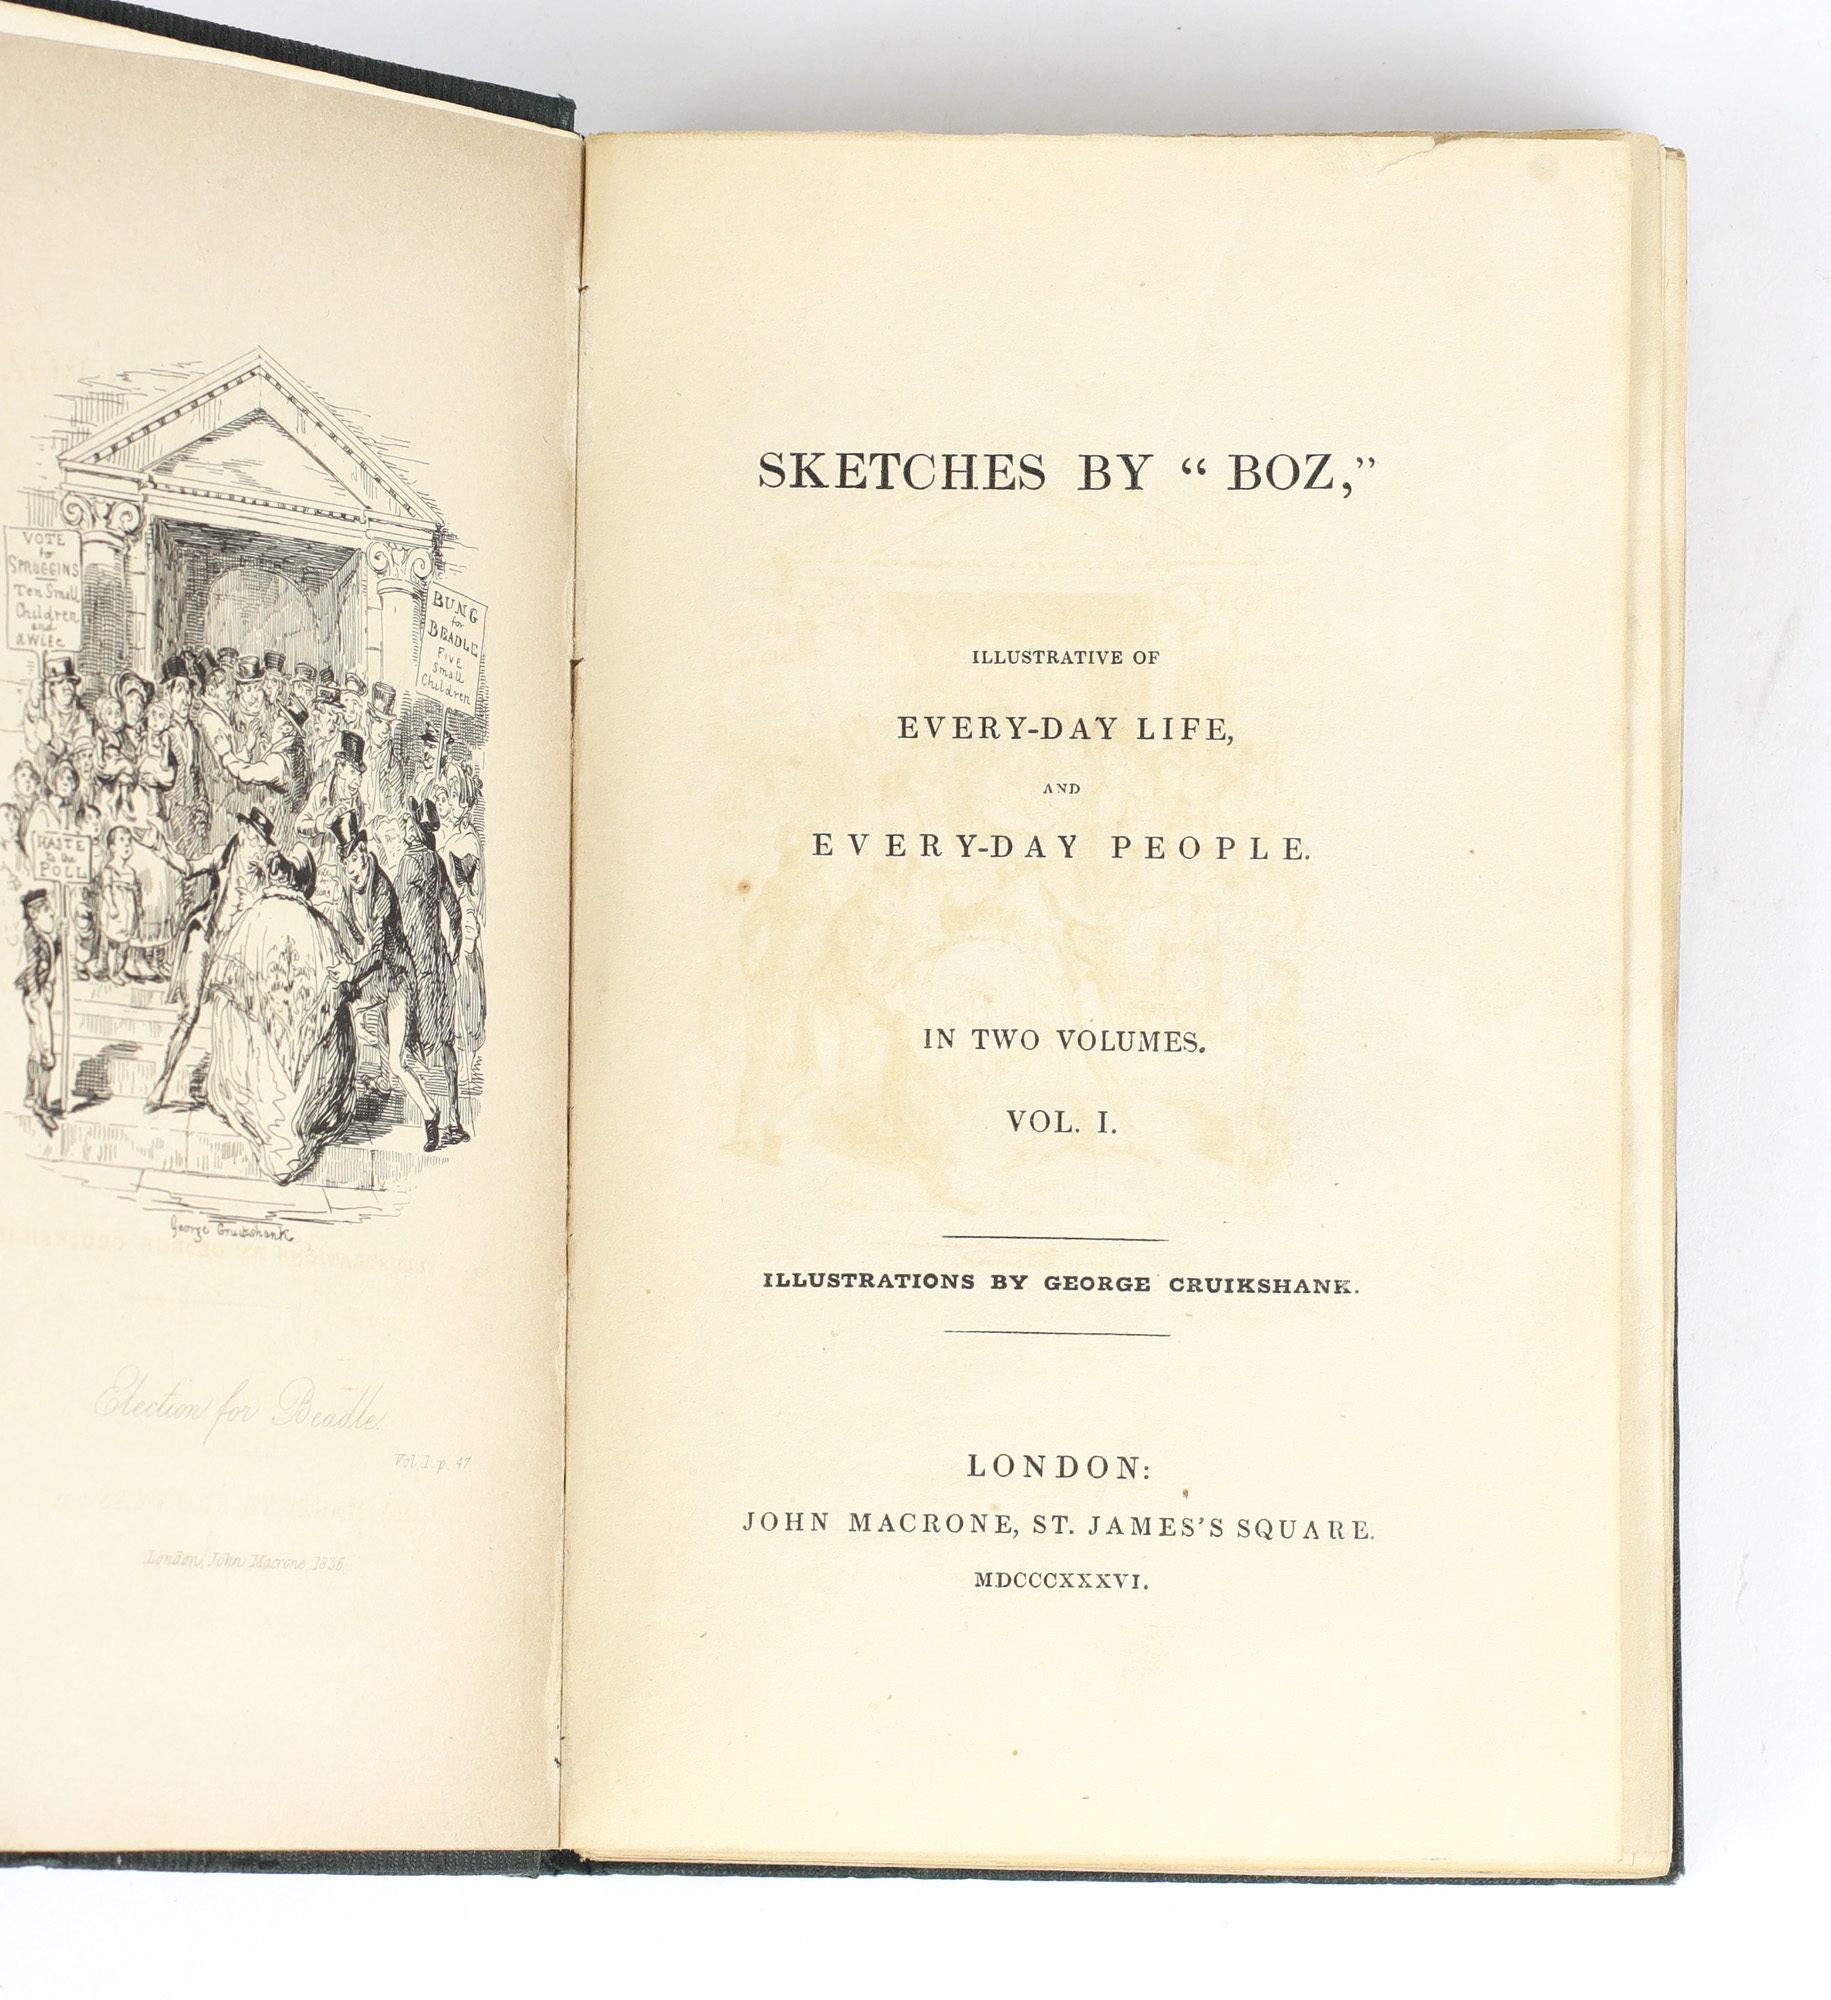 VOTE
for
SPRUGGINS
Ten Small
Children
and
a WIFE
BUNG
for
BEADLE
FIVE
Small
Children
HASTE
to the
POLL
George Cruikshank
Election for Beadle.
Vol. I. p. 47.
London, John Macrone, 1836.
SKETCHES BY “ BOZ,”
ILLUSTRATIVE OF
EVERY-DAY LIFE,
AND
EVERY-DAY PEOPLE.
IN TWO VOLUMES.
VOL. I.
ILLUSTRATIONS BY GEORGE CRUIKSHANK.
LONDON:
JOHN MACRONE, ST. JAMES’S SQUARE.
MDCCCXXXVI.